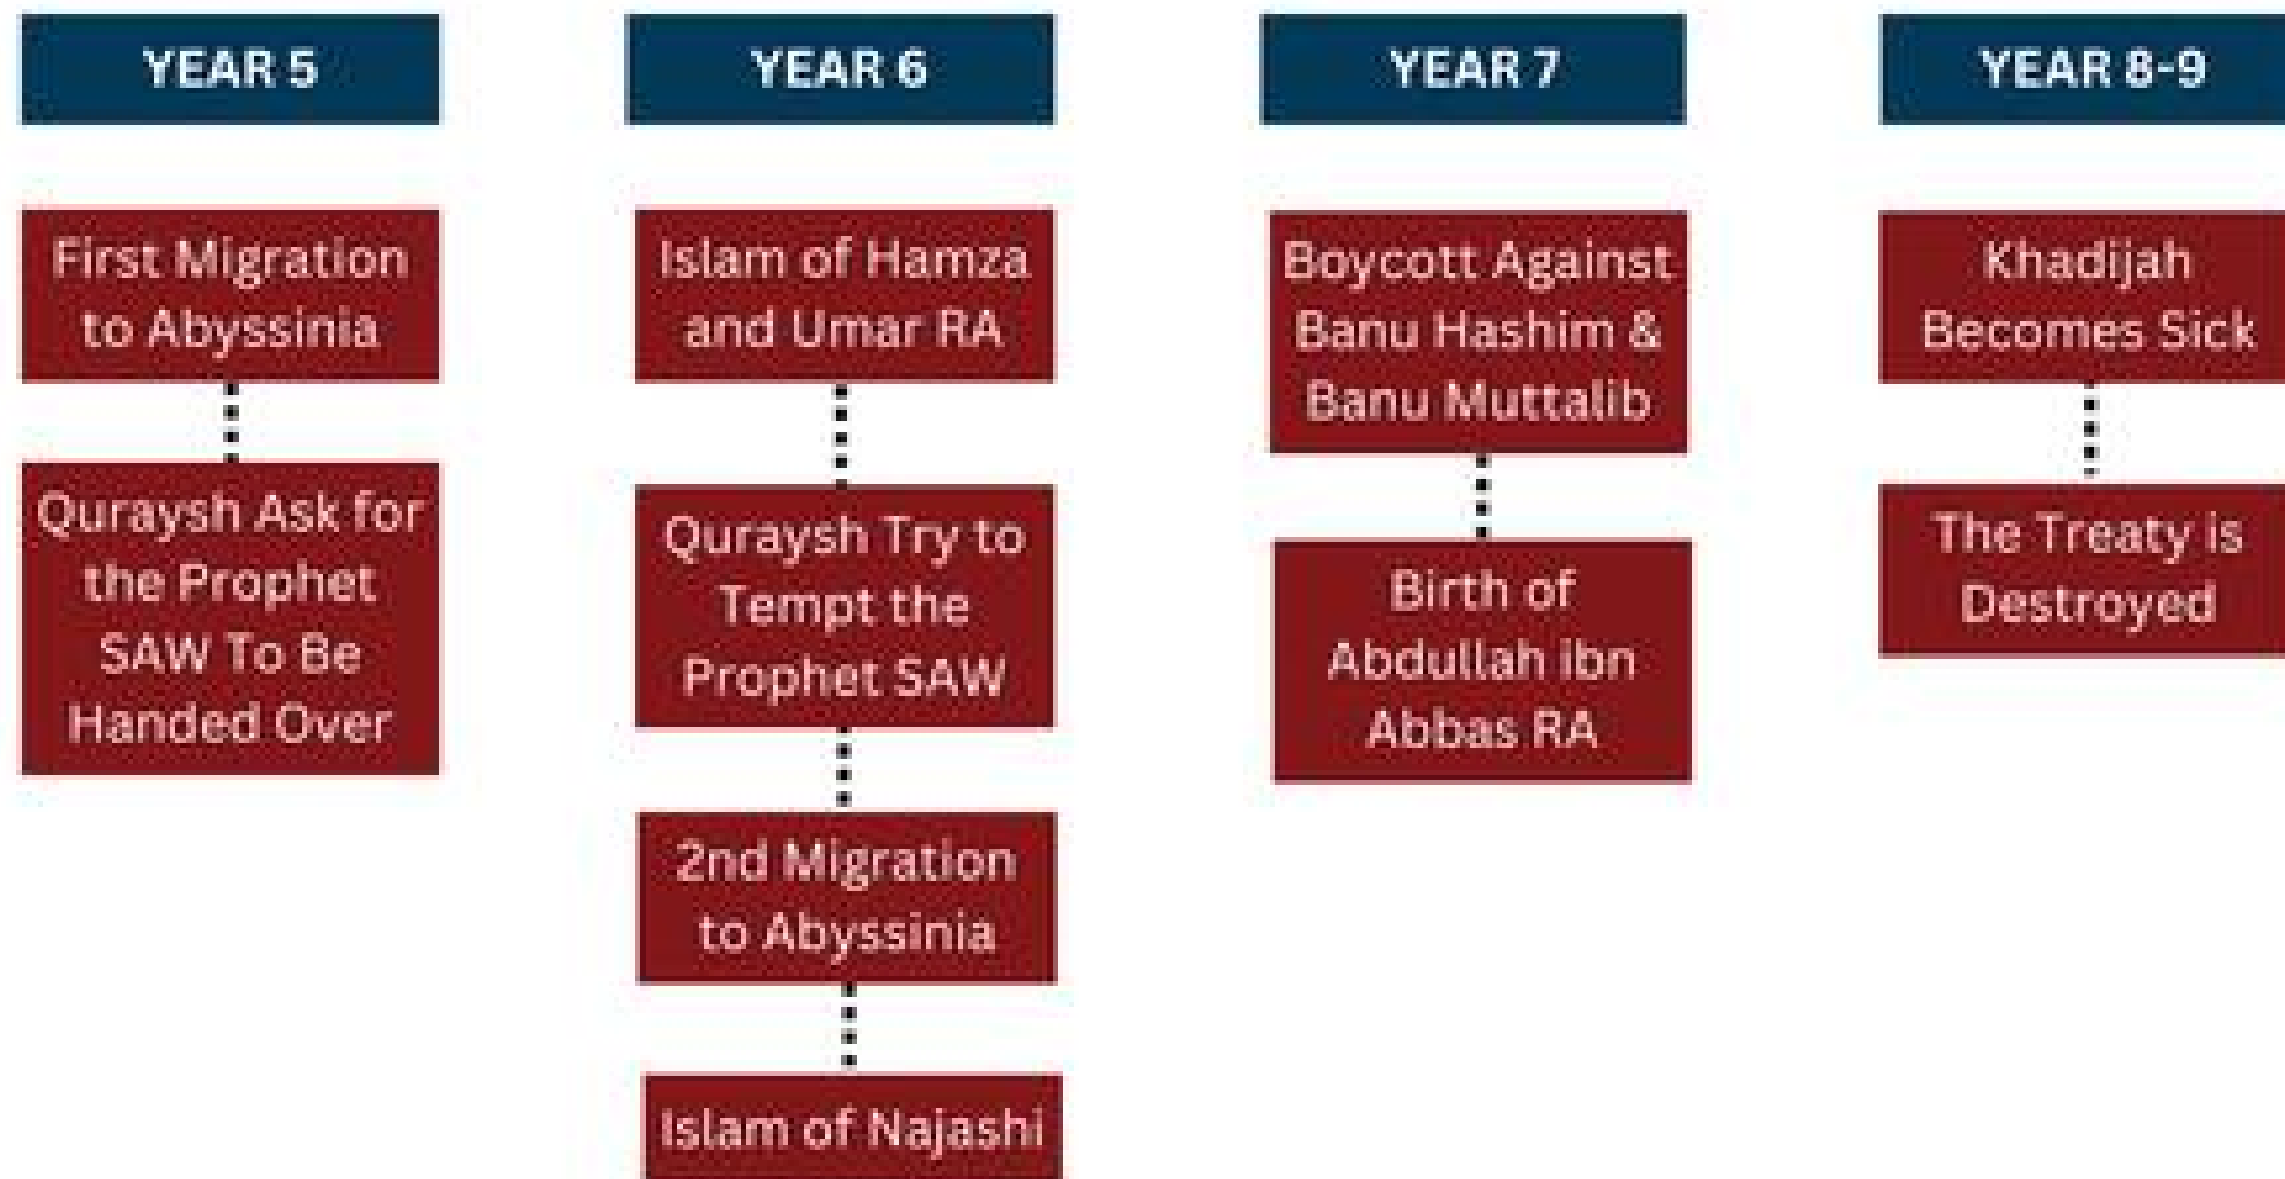 YEAR 5
First Migration
to Abyssinia
Quraysh Ask for
the Prophet
SAW To Be
Handed Over
YEAR 6
Islam of Hamza
and Umar RA
Quraysh Try to
Tempt the
Prophet SAW
2nd Migration
to Abyssinia
Islam of Najashi
YEAR 7
Boycott Against
Banu Hashim &
Banu Muttalib
Birth of
Abdullah ibn
Abbas RA
YEAR 8-9
Khadijah
Becomes Sick
The Treaty is
Destroyed